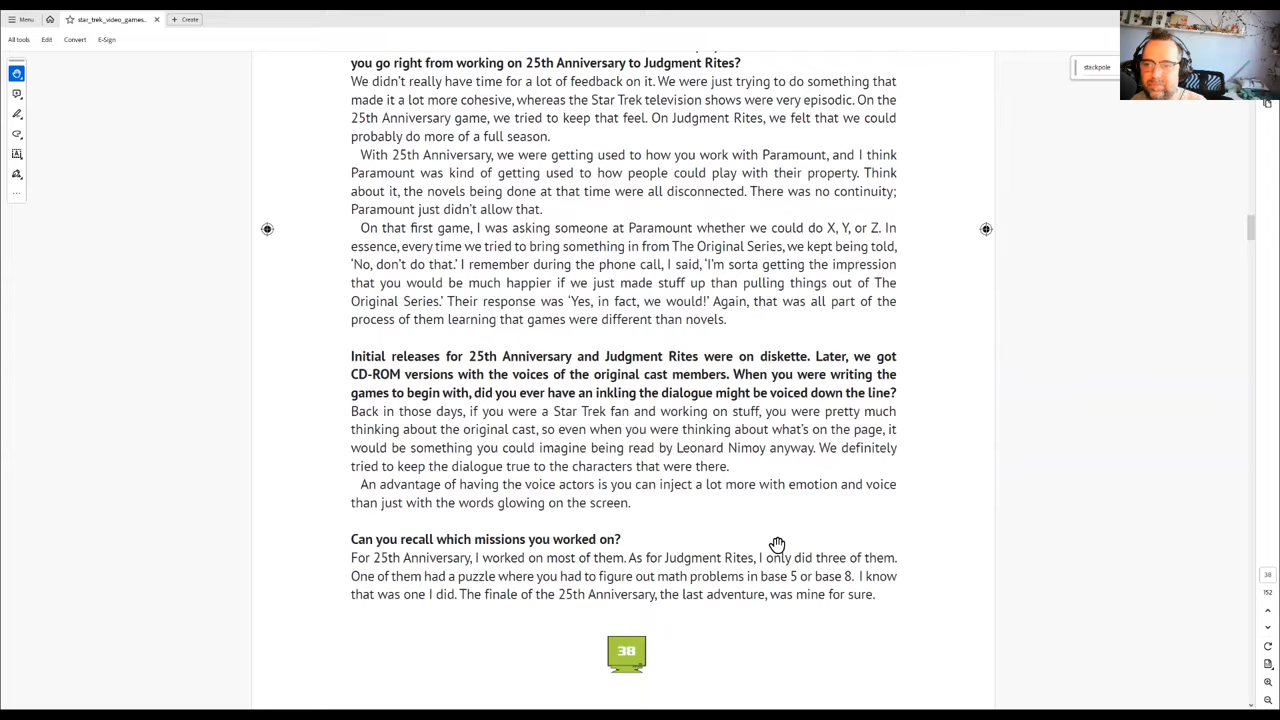 Menu
star_trek_video_games...
Create
All tools
Edit
Convert
E-Sign
stackpole
you go right from working on 25th Anniversary to Judgment Rites?
We didn't really have time for a lot of feedback on it. We were just trying to do something that
made it a lot more cohesive, whereas the Star Trek television shows were very episodic. On the
25th Anniversary game, we tried to keep that feel. On Judgment Rites, we felt that we could
probably do more of a full season.
With 25th Anniversary, we were getting used to how you work with Paramount, and I think
Paramount was kind of getting used to how people could play with their property. Think
about it, the novels being done at that time were all disconnected. There was no continuity;
Paramount just didn't allow that.
On that first game, I was asking someone at Paramount whether we could do X, Y, or Z. In
essence, every time we tried to bring something in from The Original Series, we kept being told,
'No, don't do that.' I remember during the phone call, I said, 'I'm sorta getting the impression
that you would be much happier if we just made stuff up than pulling things out of The
Original Series.' Their response was 'Yes, in fact, we would!' Again, that was all part of the
process of them learning that games were different than novels.
Initial releases for 25th Anniversary and Judgment Rites were on diskette. Later, we got
CD-ROM versions with the voices of the original cast members. When you were writing the
games to begin with, did you ever have an inkling the dialogue might be voiced down the line?
Back in those days, if you were a Star Trek fan and working on stuff, you were pretty much
thinking about the original cast, so even when you were thinking about what's on the page, it
would be something you could imagine being read by Leonard Nimoy anyway. We definitely
tried to keep the dialogue true to the characters that were there.
An advantage of having the voice actors is you can inject a lot more with emotion and voice
than just with the words glowing on the screen.
Can you recall which missions you worked on?
For 25th Anniversary, I worked on most of them. As for Judgment Rites, I only did three of them.
One of them had a puzzle where you had to figure out math problems in base 5 or base 8. I know
that was one I did. The finale of the 25th Anniversary, the last adventure, was mine for sure.
38
38
152